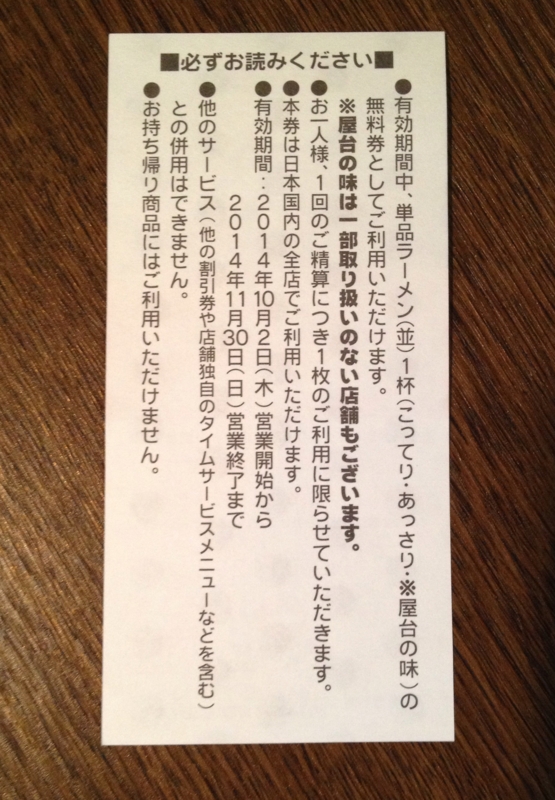 ■必ずお読みください■
●有効期間中、単品ラーメン(並)1杯(こってり・あっさり・※屋台の味)の
無料券としてご利用いただけます。
※屋台の味は一部取り扱いのない店舗もございます。
●お一人様、1回のご精算につき1枚のご利用に限らせていただきます。
●本券は日本国内の全店でご利用いただけます。
●有効期間：2014年10月2日(木)営業開始から
2014年11月30日(日)営業終了まで
●他のサービス(他の割引券や店舗独自のタイムサービスメニューなどを含む)
との併用はできません。
●お持ち帰り商品にはご利用いただけません。